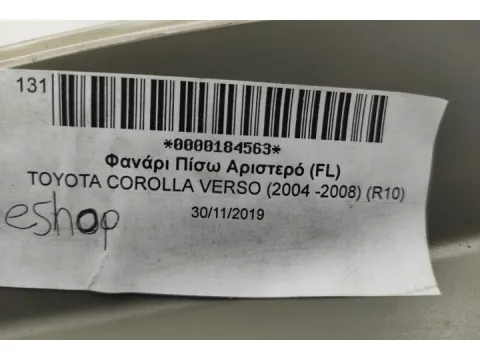 131
*0000184563*
Φανάρι Πίσω Αριστερό (FL)
TOYOTA COROLLA VERSO (2004 -2008) (R10)
30/11/2019
eshop